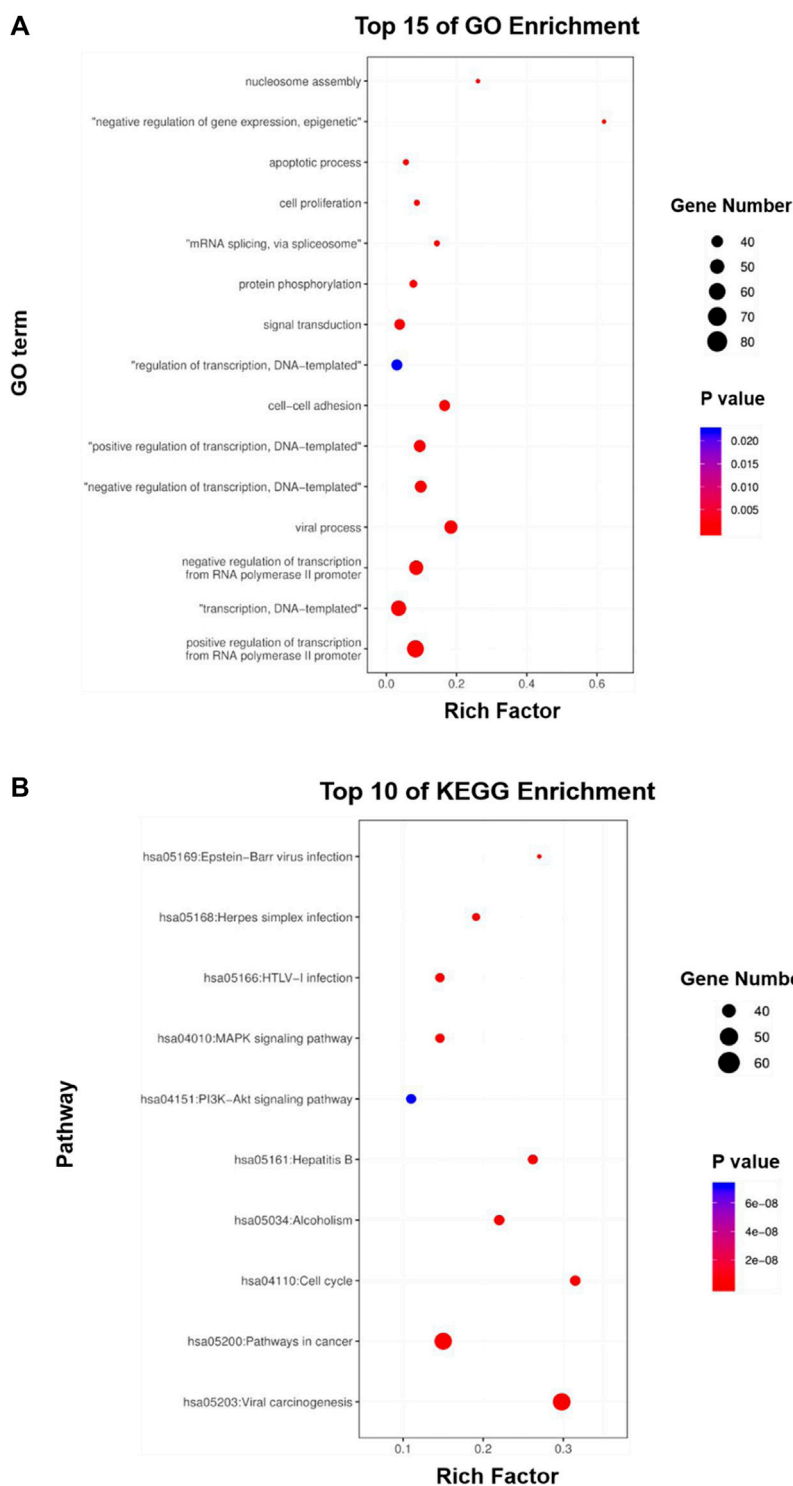 A
Top 15 of GO Enrichment
nucleosome assembly
"negative regulation of gene expression, epigenetic"
apoptotic process
cell proliferation
"mRNA splicing, via spliceosome"
protein phosphorylation
signal transduction
"regulation of transcription, DNA−templated"
cell−cell adhesion
"positive regulation of transcription, DNA−templated"
"negative regulation of transcription, DNA−templated"
viral process
negative regulation of transcription
from RNA polymerase II promoter
"transcription, DNA−templated"
positive regulation of transcription
from RNA polymerase II promoter
GO term
0.0 0.2 0.4 0.6
Rich Factor
Gene Number
40
50
60
70
80
P value
0.020
0.015
0.010
0.005
B
Top 10 of KEGG Enrichment
hsa05169:Epstein−Barr virus infection
hsa05168:Herpes simplex infection
hsa05166:HTLV−I infection
hsa04010:MAPK signaling pathway
hsa04151:PI3K−Akt signaling pathway
hsa05161:Hepatitis B
hsa05034:Alcoholism
hsa04110:Cell cycle
hsa05200:Pathways in cancer
hsa05203:Viral carcinogenesis
Pathway
0.1 0.2 0.3
Rich Factor
Gene Numbe
40
50
60
P value
6e−08
4e−08
2e−08